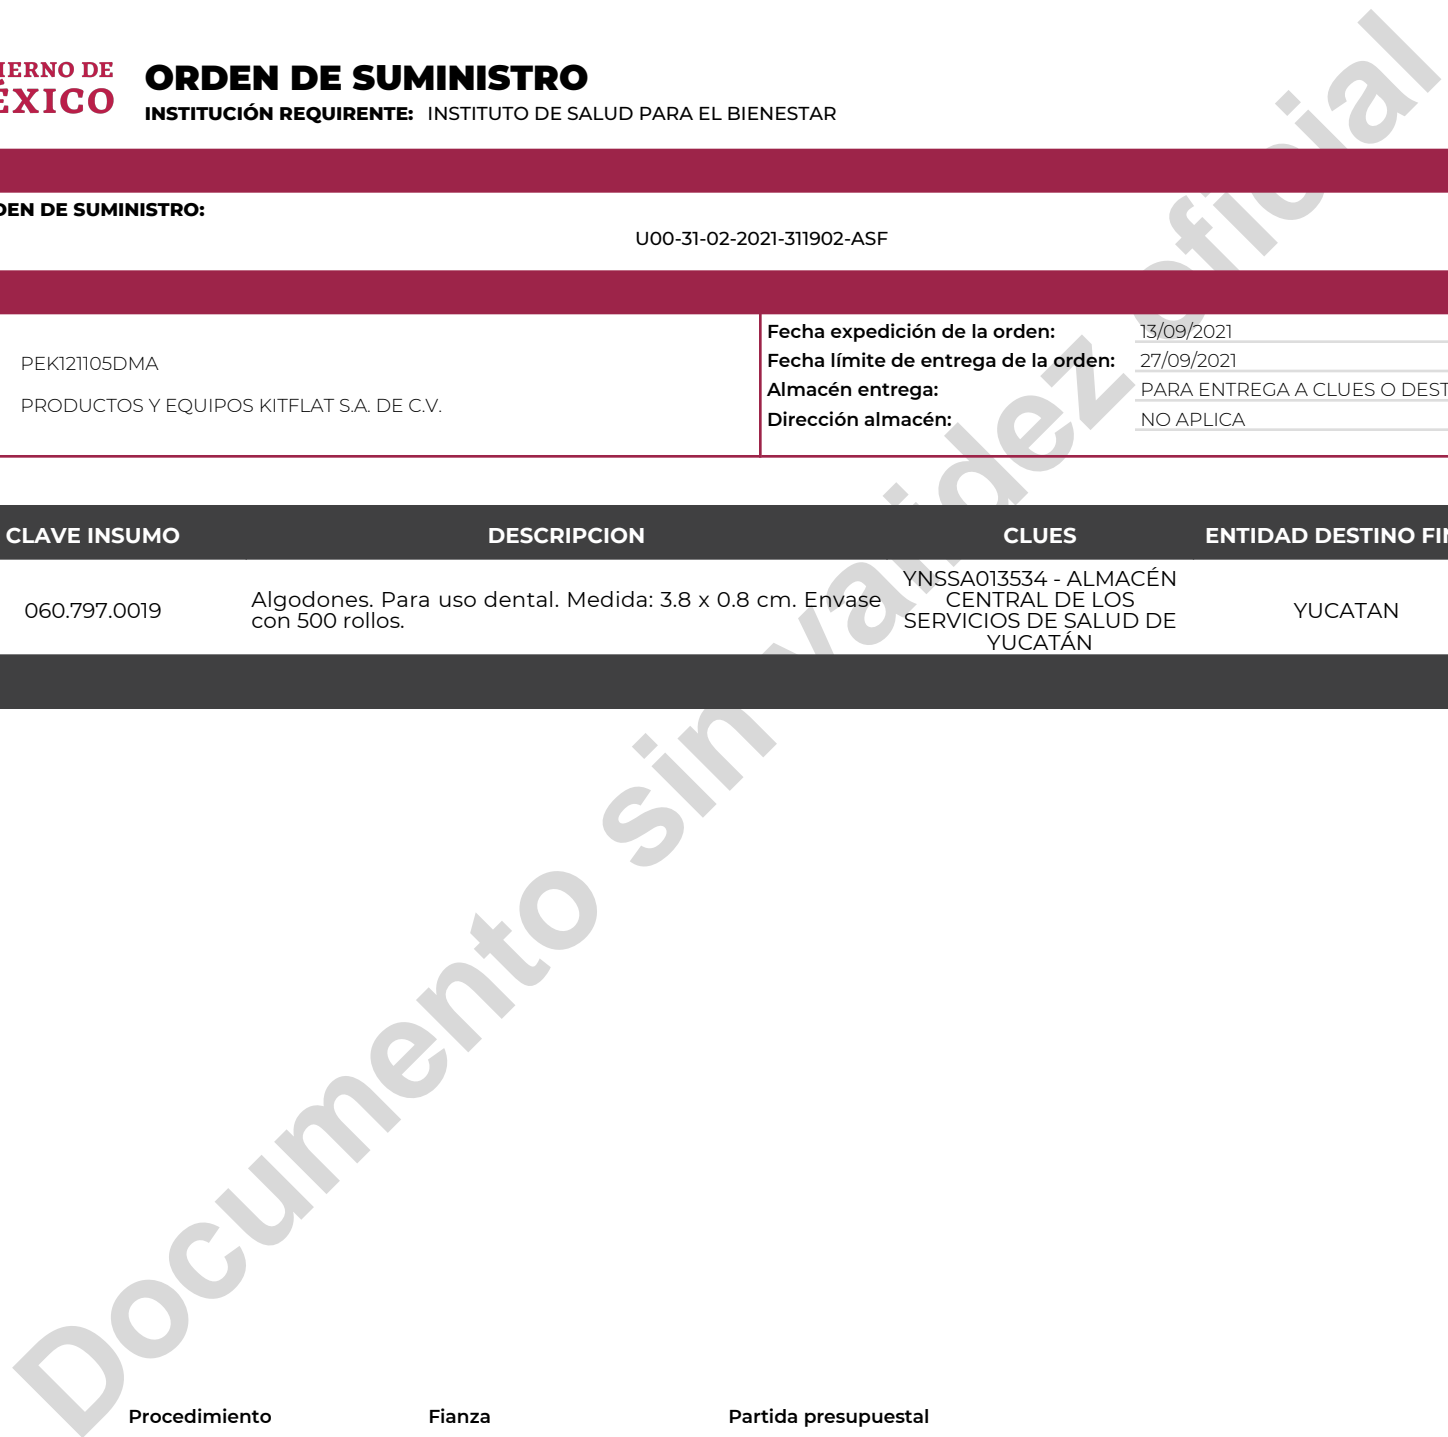 IERNO DE
ÉXICO
ORDEN DE SUMINISTRO
INSTITUCIÓN REQUIRENTE: INSTITUTO DE SALUD PARA EL BIENESTAR
DEN DE SUMINISTRO:
U00-31-02-2021-311902-ASF
PEK121105DMA
PRODUCTOS Y EQUIPOS KITFLAT S.A. DE C.V.
Fecha expedición de la orden: 13/09/2021
Fecha límite de entrega de la orden: 27/09/2021
Almacén entrega: PARA ENTREGA A CLUES O DEST
Dirección almacén: NO APLICA
CLAVE INSUMO DESCRIPCION CLUES ENTIDAD DESTINO FIN
060.797.0019
Algodones. Para uso dental. Medida: 3.8 x 0.8 cm. Envase
con 500 rollos.
YNSSA013534 - ALMACÉN
CENTRAL DE LOS
SERVICIOS DE SALUD DE
YUCATÁN
YUCATAN
Documento sin validez oficial
Procedimiento Fianza Partida presupuestal